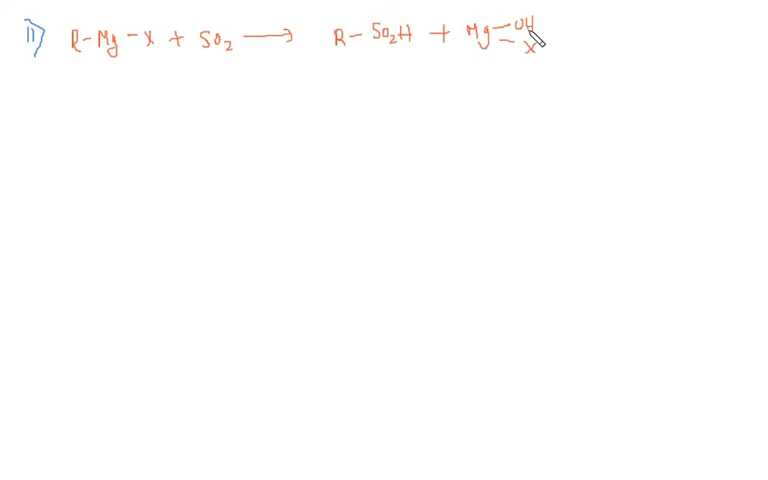 11) R-Mg-X + SO2 ⟶ R-SO2H + Mg-OH
-X